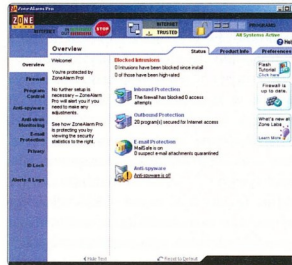 ZoneAlarm Pro
ZONE
INTERNET
OUT
STOP
INTERNET
TRUSTED
PROGRAMS
All Systems Active
Help
Overview
Status
Product Info
Preferences
Overview
Firewall
Program
Control
Anti-spyware
Anti-virus
Monitoring
E-mail
Protection
Privacy
ID Lock
Alerts & Logs
Welcome!
You're protected by
ZoneAlarm Pro!
No further setup is
necessary - ZoneAlarm
Pro will alert you if you
need to make any
adjustments.
See how ZoneAlarm Pro
is protecting you by
viewing the security
statistics to the right.
Blocked Intrusions
0 Intrusions have been blocked since install
0 of those have been high-rated
Inbound Protection
The firewall has blocked 0 access
attempts
Outbound Protection
20 program(s) secured for Internet access
E-mail Protection
MailSafe is on
0 suspect e-mail attachments quarantined
Anti-spyware
Anti-spyware is off
Flash
Tutorial
Click here
Firewall is
up to date.
What's new at
Zone Labs
Learn More
Hide Text
Reset to Default